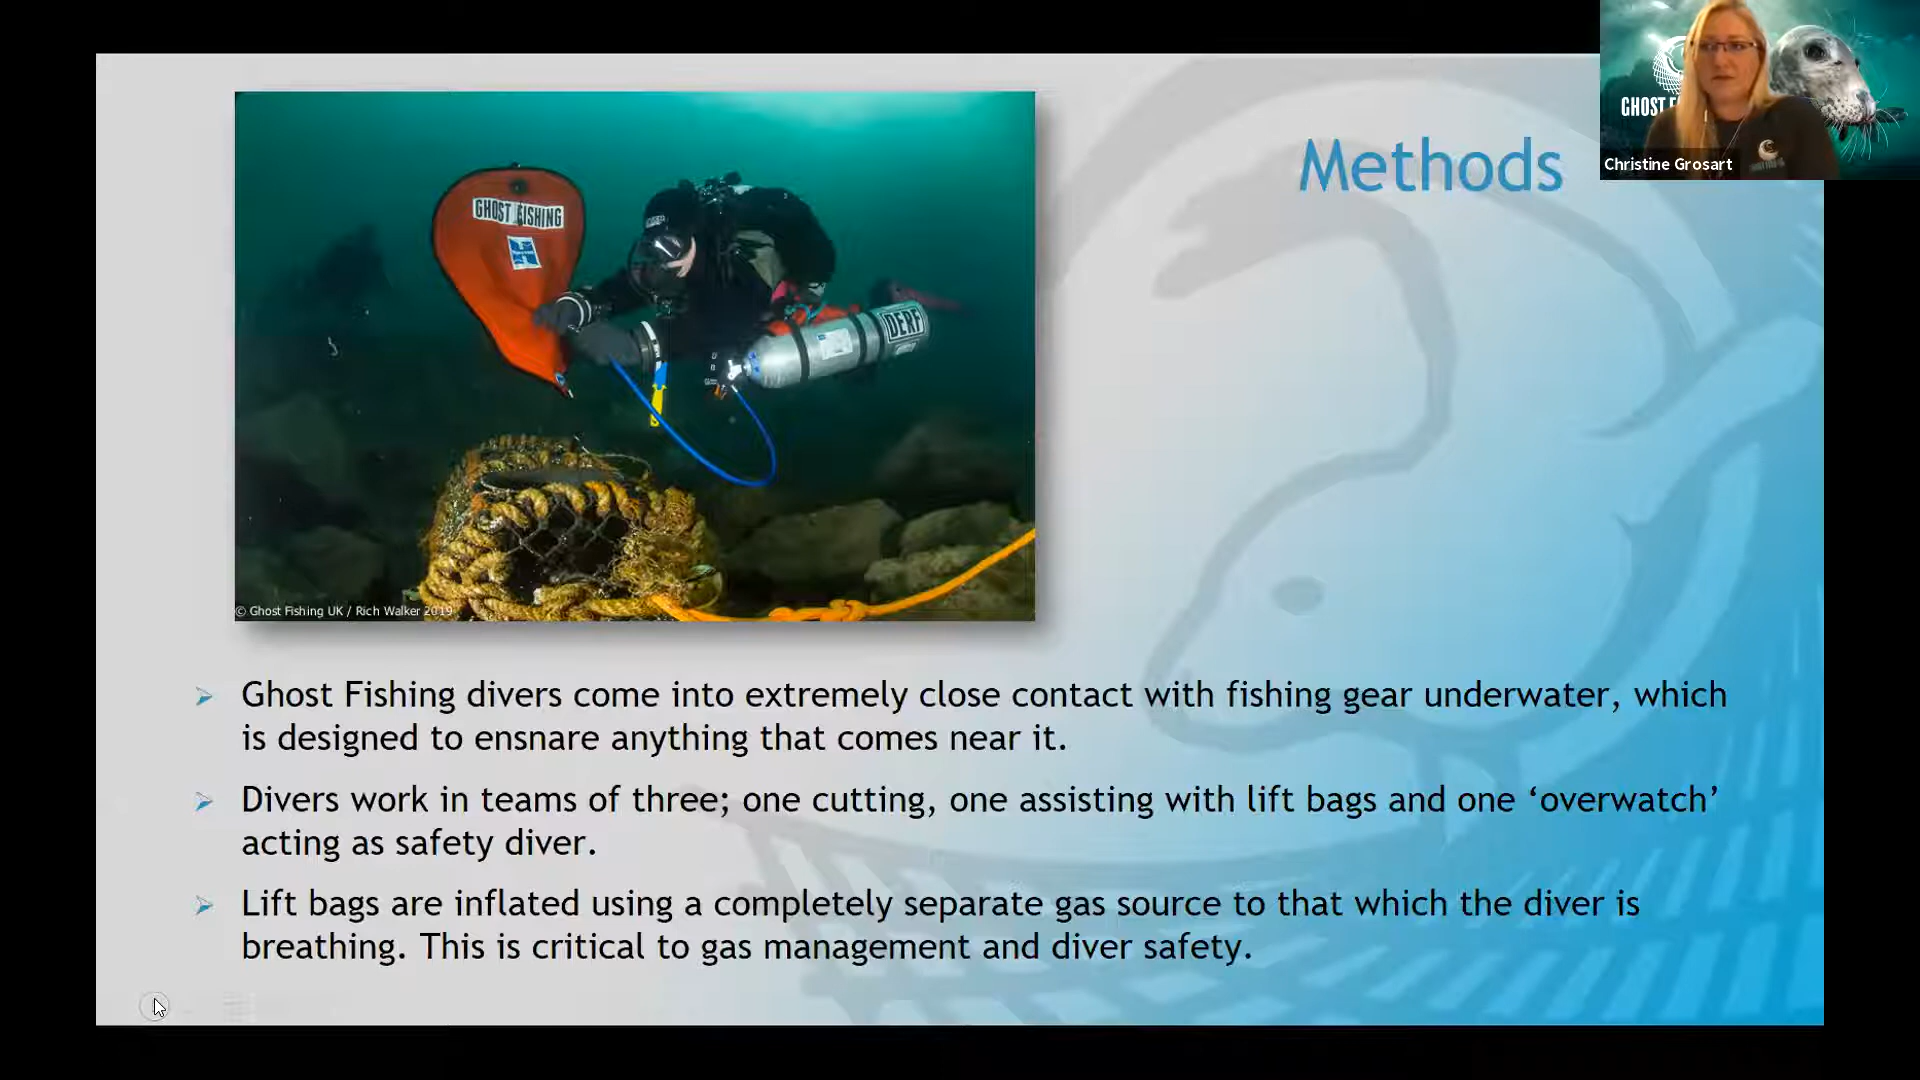 GHOST F
Christine Grosart
Methods
GHOST FISHING
DERF
© Ghost Fishing UK / Rich Walker 2019
Ghost Fishing divers come into extremely close contact with fishing gear underwater, which
is designed to ensnare anything that comes near it.
Divers work in teams of three; one cutting, one assisting with lift bags and one ‘overwatch’
acting as safety diver.
Lift bags are inflated using a completely separate gas source to that which the diver is
breathing. This is critical to gas management and diver safety.